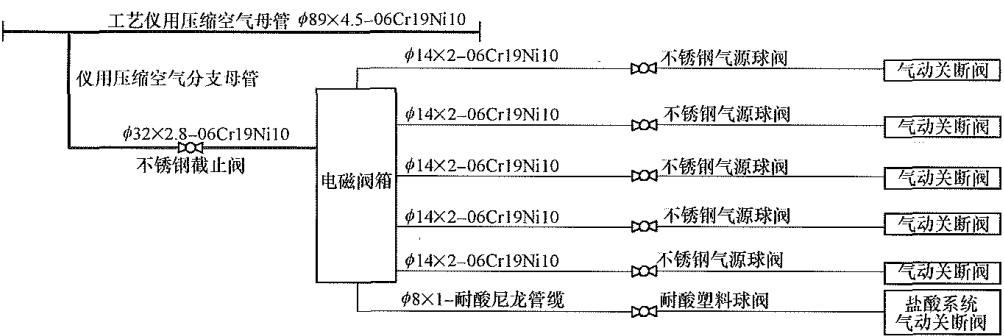 工艺仪用压缩空气母管 ϕ89×4.5-06Cr19Ni10
仪用压缩空气分支母管
ϕ32×2.8-06Cr19Ni10
不锈钢截止阀
电磁阀箱
ϕ14×2-06Cr19Ni10
不锈钢气源球阀
气动关断阀
ϕ14×2-06Cr19Ni10
不锈钢气源球阀
气动关断阀
ϕ14×2-06Cr19Ni10
不锈钢气源球阀
气动关断阀
ϕ14×2-06Cr19Ni10
不锈钢气源球阀
气动关断阀
ϕ14×2-06Cr19Ni10
不锈钢气源球阀
气动关断阀
ϕ8×1-耐酸尼龙管缆
耐酸塑料球阀
盐酸系统
气动关断阀